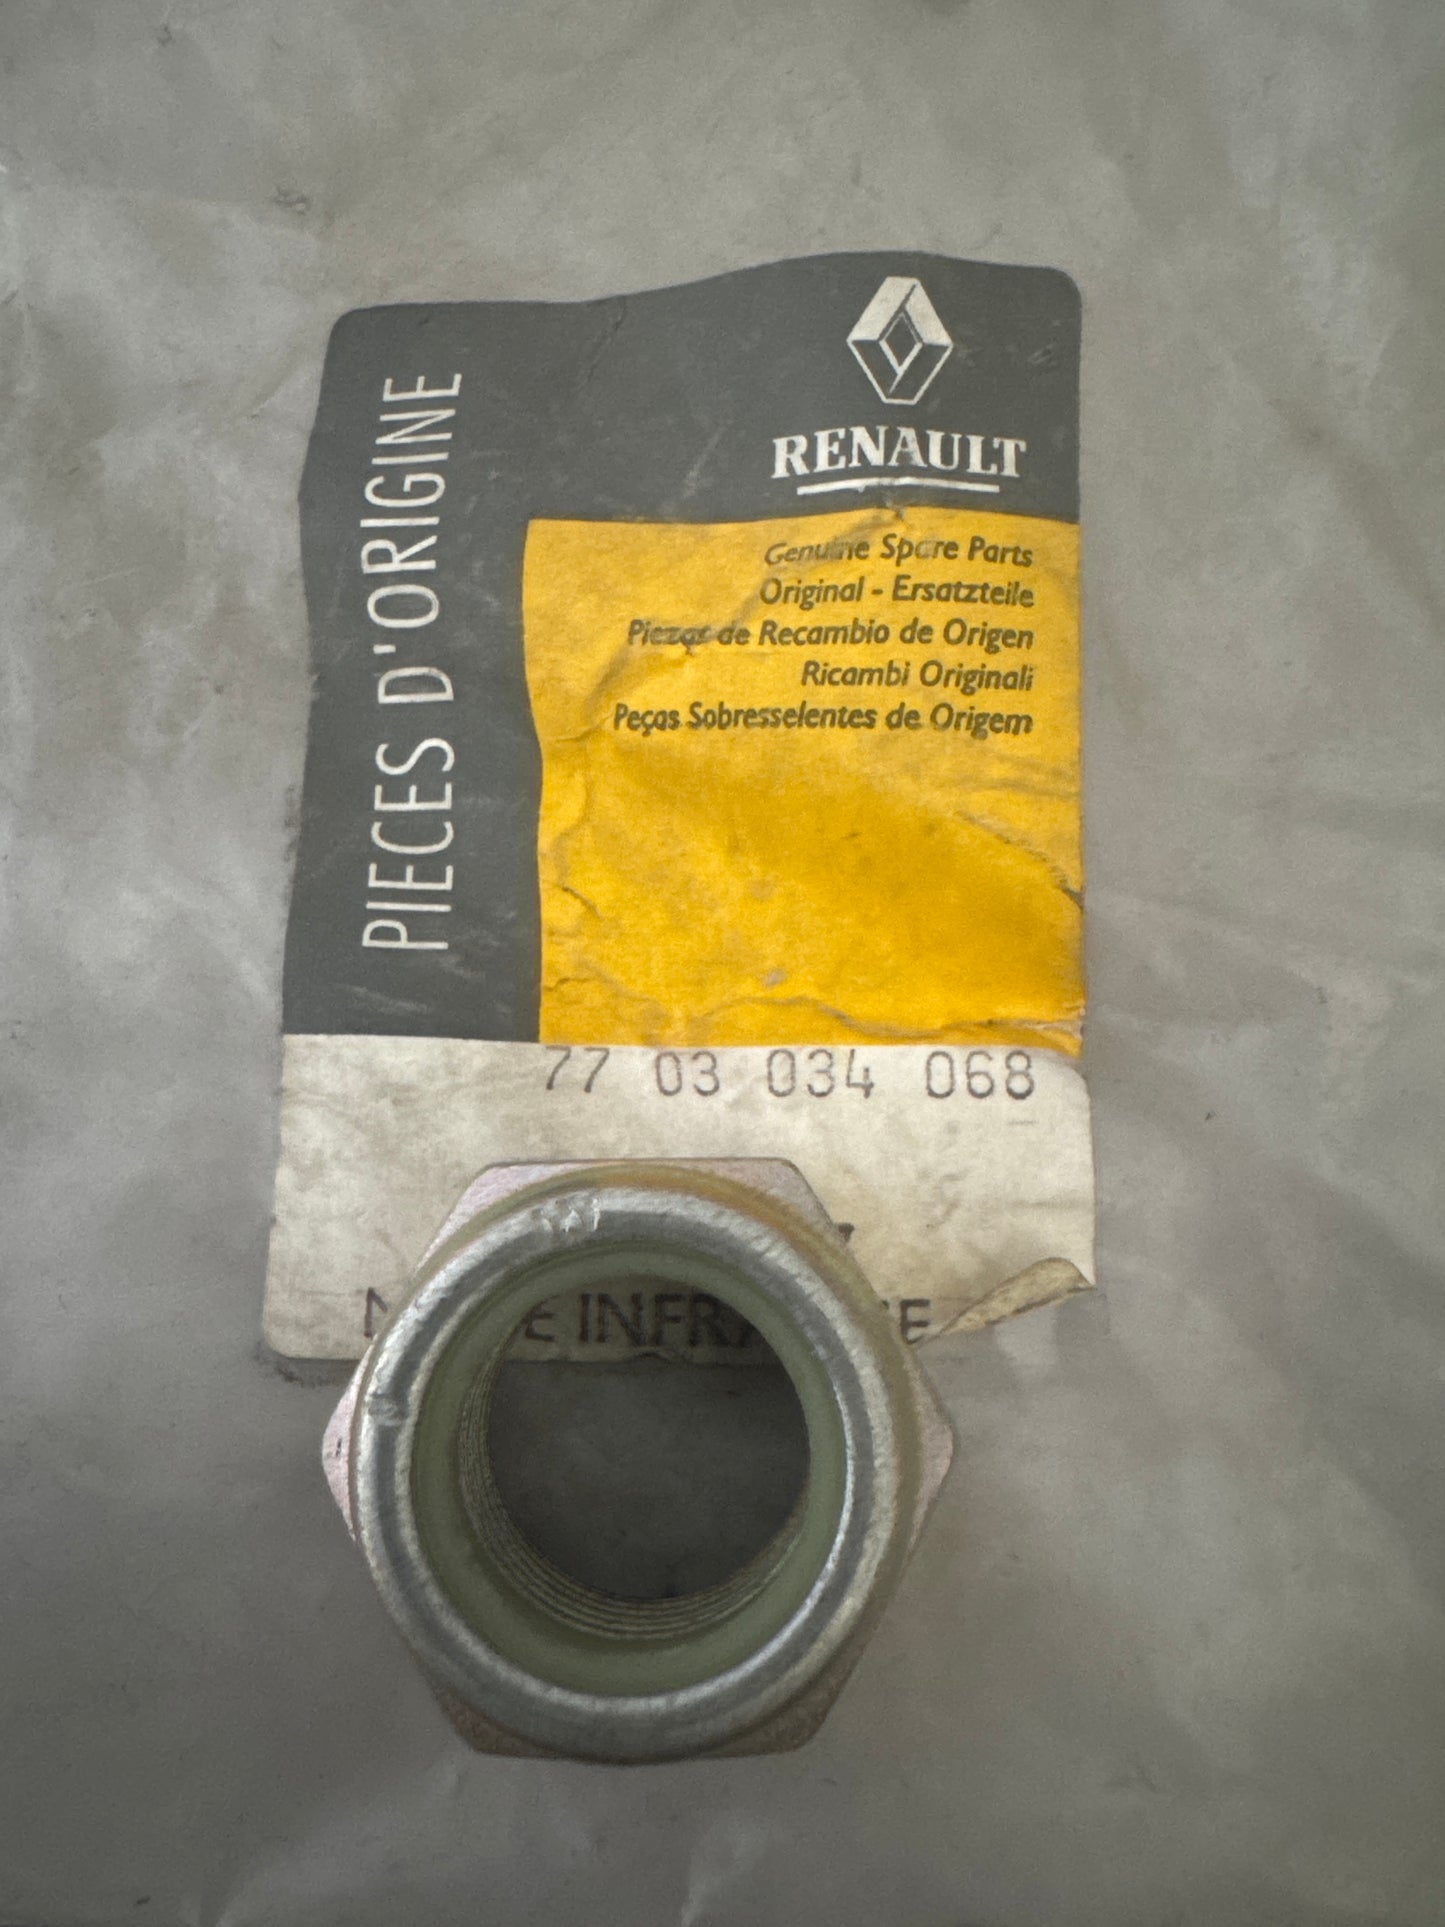 RENAULT
PIECES D'ORIGINE
Genuine Spare Parts
Original - Ersatzteile
Piezas de Recambio de Origen
Ricambi Originali
Peças Sobresselentes de Origem
77 03 034 068